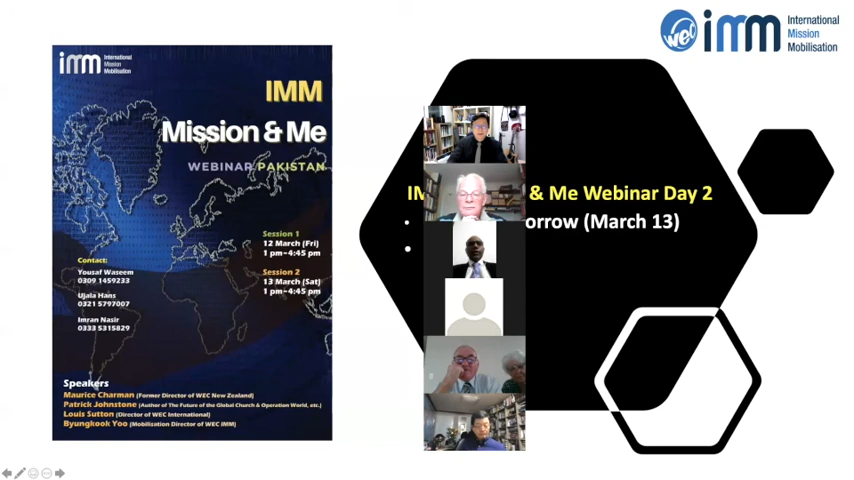 imm International
Mission
Mobilisation
IMM
Mission & Me
WEBINAR PAKISTAN
Session 1
12 March (Fri)
1 pm~4:45 pm
Session 2
13 March (Sat)
1 pm~4:45 pm
Contact:
Yousaf Waseem
0309 1459233
Ujala Hans
0321 5797007
Imran Nasir
0333 5315829
Speakers
Maurice Charman (Former Director of WEC New Zealand)
Patrick Johnstone (Author of The Future of the Global Church & Operation World, etc.)
Louis Sutton (Director of WEC International)
Byungkook Yoo (Mobilisation Director of WEC IMM)
wec imm International
Mission
Mobilisation
& Me Webinar Day 2
(March 13)